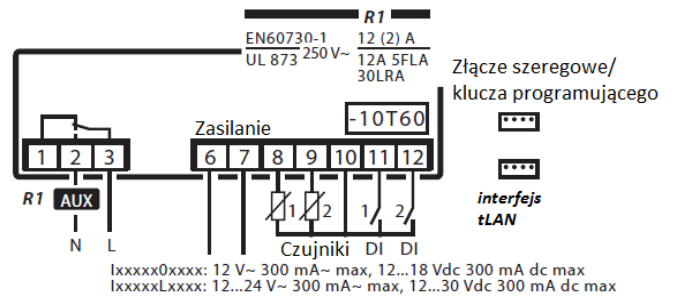 R1
EN60730-1
UL 873
250 V~
12 (2) A
12A 5FLA
30LRA
Złącze szeregowe/
klucza programującego
-10T60
Zasilanie
1 2 3
6 7 8 9 10 11 12
interfejs
tLAN
R1 AUX
1 2 1 2
N L
Czujniki DI DI
Ixxxxx0xxxx: 12 V~ 300 mA~ max, 12...18 Vdc 300 mA dc max
IxxxxxLxxxx: 12...24 V~ 300 mA~ max, 12...30 Vdc 300 mA dc max